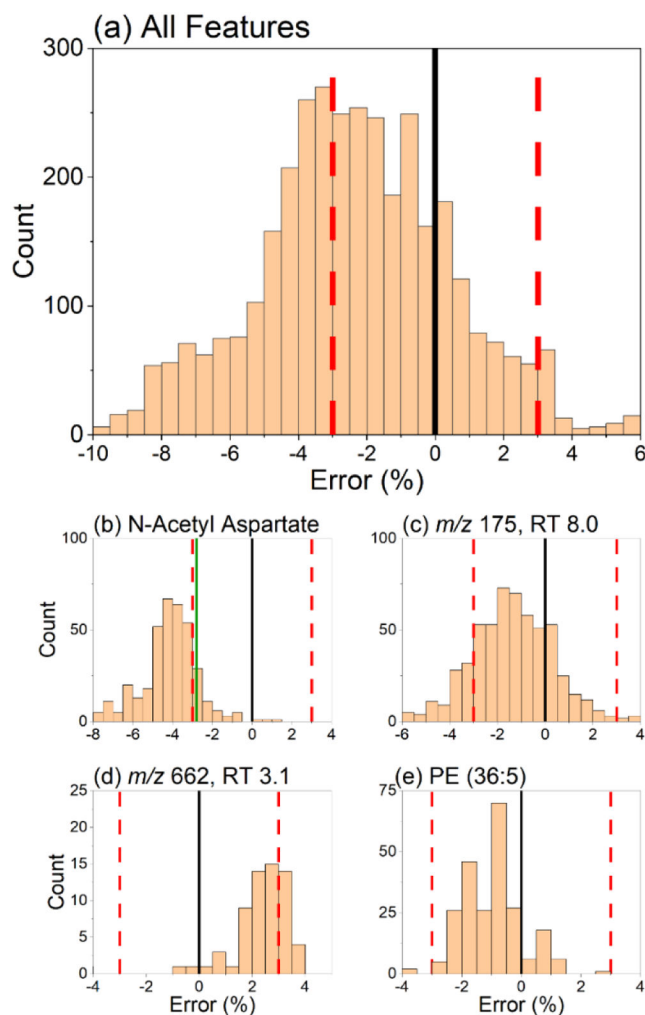 (a) All Features
300
200
100
0
Count
-10 -8 -6 -4 -2 0 2 4 6
Error (%)
(b) N-Acetyl Aspartate
100
50
0
Count
-8 -6 -4 -2 0 2 4
(c) m/z 175, RT 8.0
100
50
0
-6 -4 -2 0 2 4
(d) m/z 662, RT 3.1
25
20
15
10
5
0
Count
-4 -2 0 2 4
Error (%)
(e) PE (36:5)
75
50
25
0
-4 -2 0 2 4
Error (%)